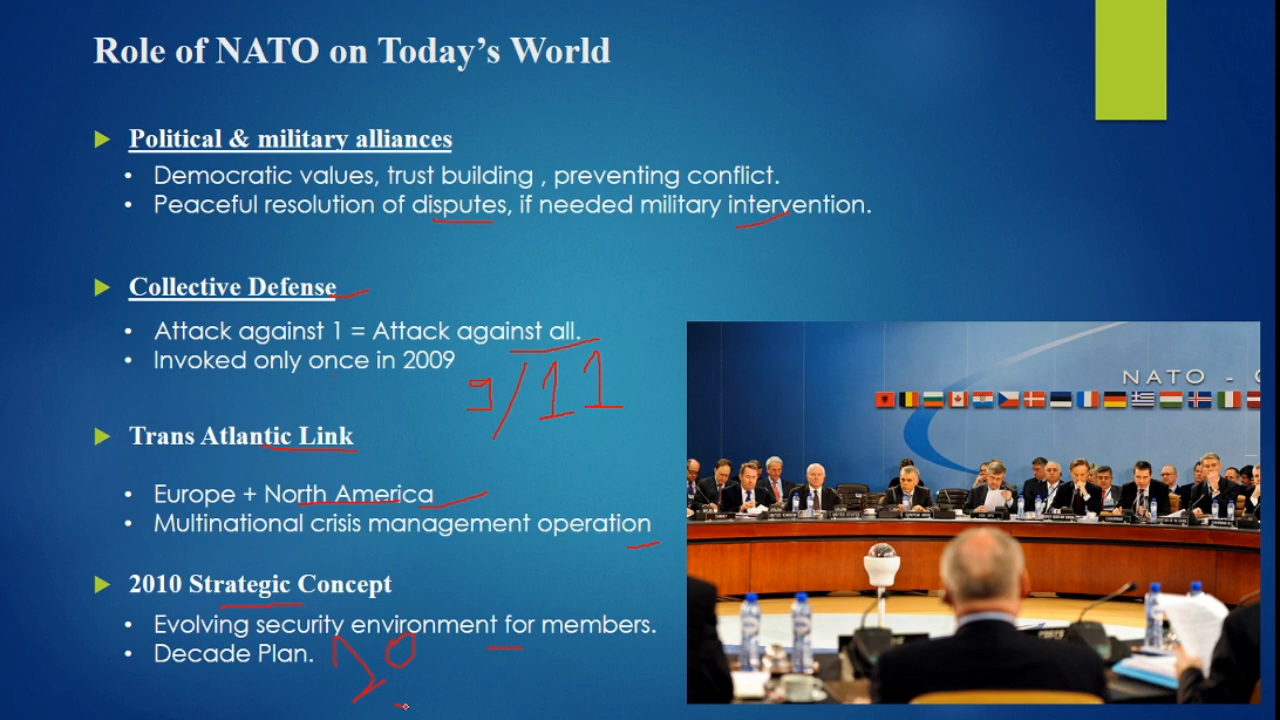 Role of NATO on Today's World
Political & military alliances
Democratic values, trust building , preventing conflict.
Peaceful resolution of disputes, if needed military intervention.
Collective Defense
Attack against 1 = Attack against all.
Invoked only once in 2009
9/11
Trans Atlantic Link
Europe + North America
Multinational crisis management operation
2010 Strategic Concept
Evolving security environment for members.
Decade Plan.
10
NATO -